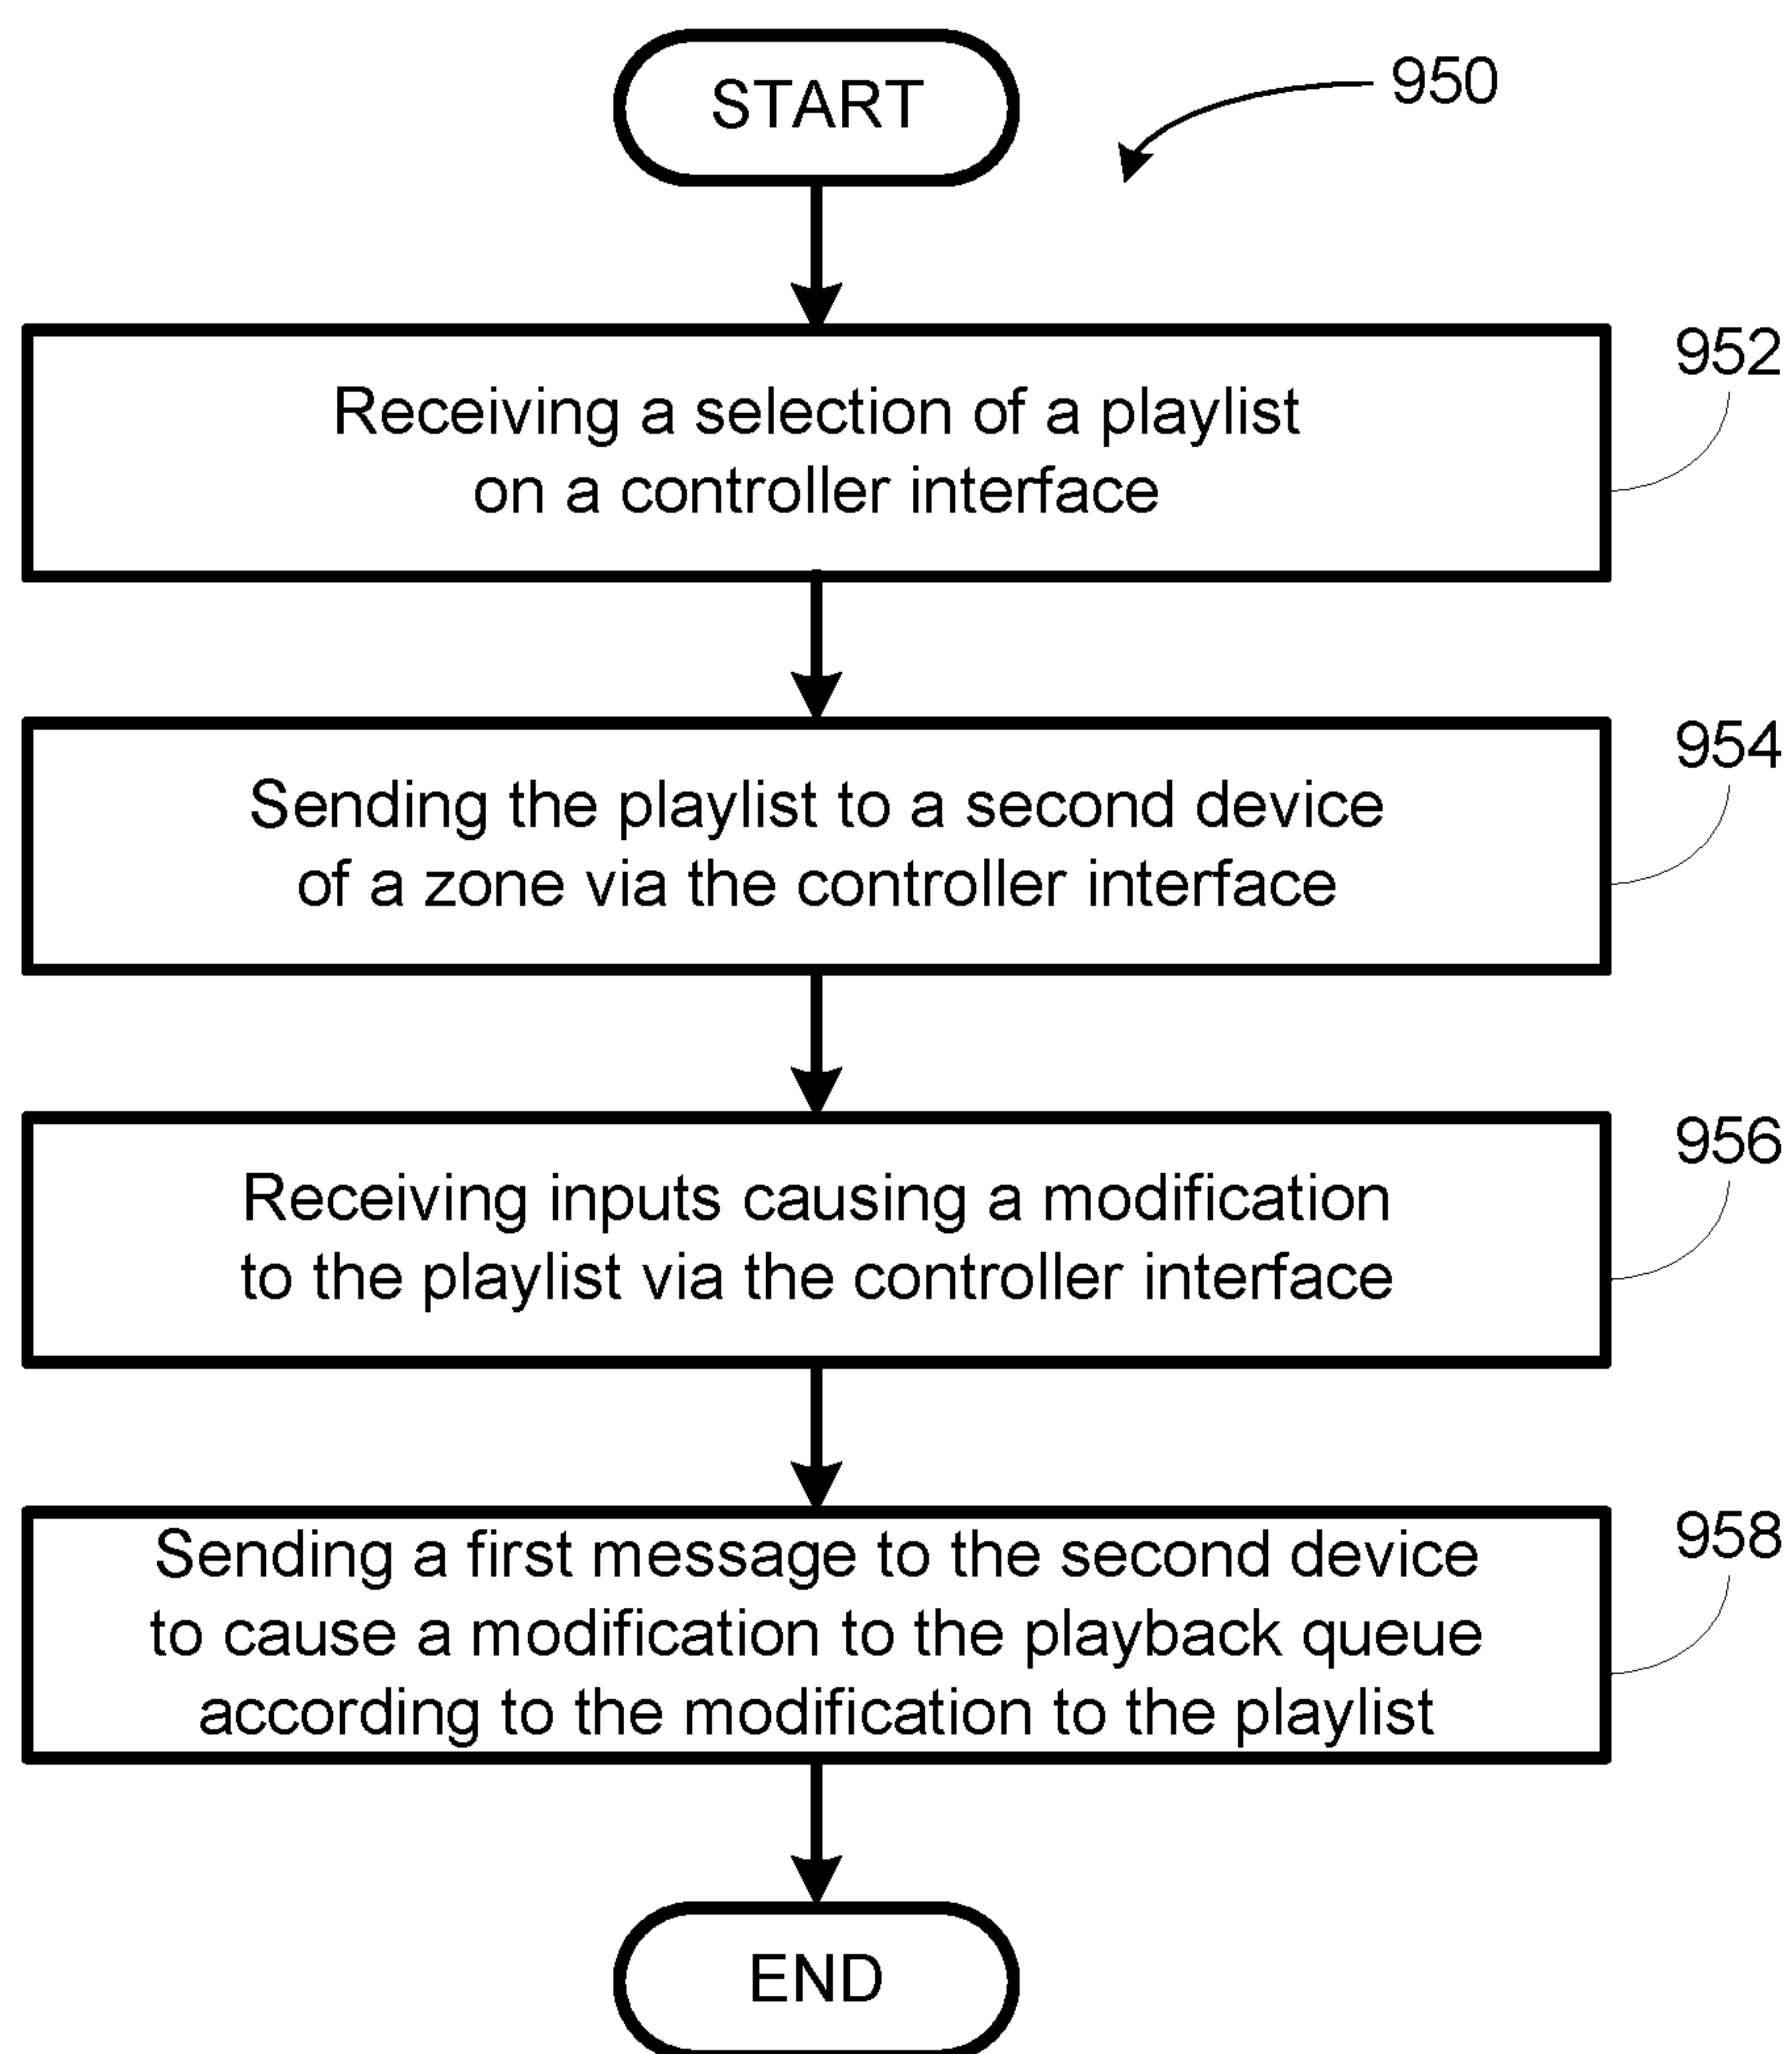 START
950
952
Receiving a selection of a playlist
on a controller interface
954
Sending the playlist to a second device
of a zone via the controller interface
956
Receiving inputs causing a modification
to the playlist via the controller interface
958
Sending a first message to the second device
to cause a modification to the playback queue
according to the modification to the playlist
END